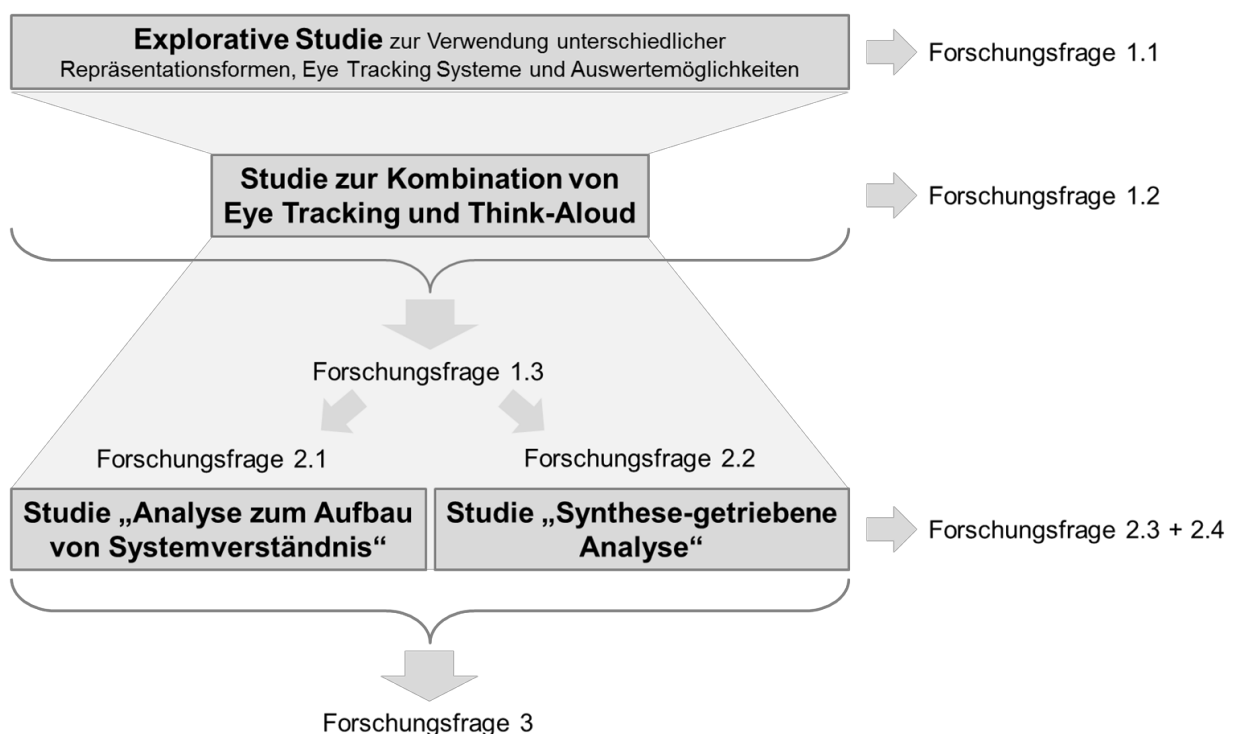 Explorative Studie zur Verwendung unterschiedlicher
Repräsentationsformen, Eye Tracking Systeme und Auswertemöglichkeiten
Forschungsfrage 1.1
Studie zur Kombination von
Eye Tracking und Think-Aloud
Forschungsfrage 1.2
Forschungsfrage 1.3
Forschungsfrage 2.1
Forschungsfrage 2.2
Studie „Analyse zum Aufbau
von Systemverständnis“
Studie „Synthese-getriebene
Analyse“
Forschungsfrage 2.3 + 2.4
Forschungsfrage 3